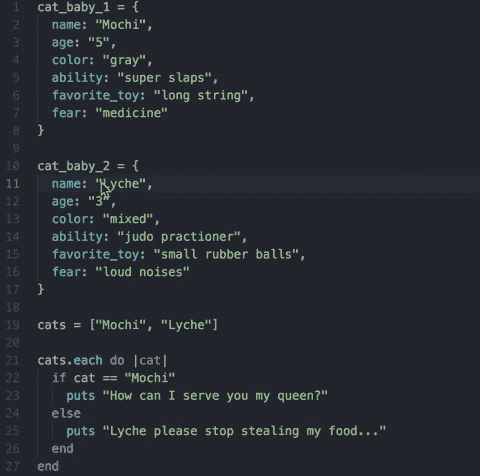 1 cat_baby_1 = {
2 name: "Mochi",
3 age: "5",
4 color: "gray",
5 ability: "super slaps",
6 favorite_toy: "long string",
7 fear: "medicine"
8 }
9
10 cat_baby_2 = {
11 name: "Lyche",
12 age: "3",
13 color: "mixed",
14 ability: "judo practioner",
15 favorite_toy: "small rubber balls",
16 fear: "loud noises"
17 }
18
19 cats = ["Mochi", "Lyche"]
20
21 cats.each do |cat|
22 if cat == "Mochi"
23 puts "How can I serve you my queen?"
24 else
25 puts "Lyche please stop stealing my food..."
26 end
27 end